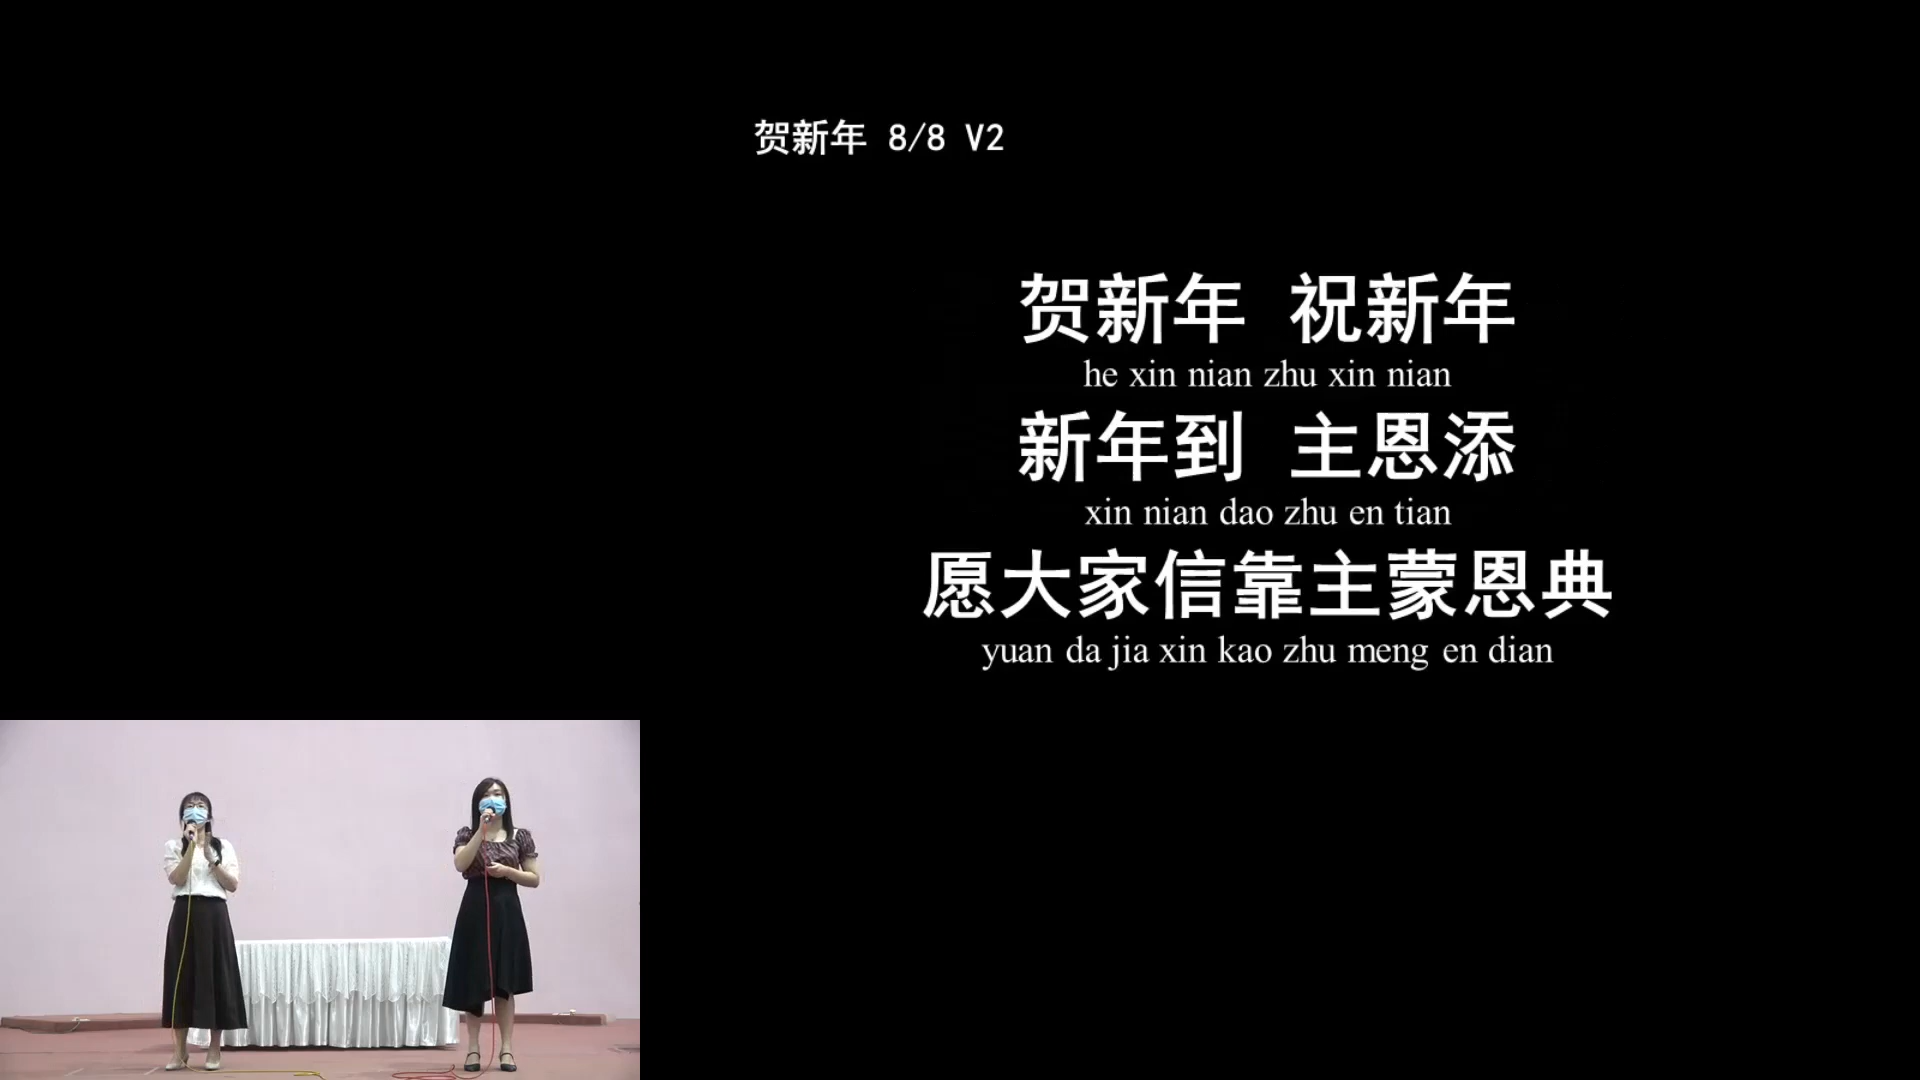 贺新年 8/8 V2
贺新年 祝新年
he xin nian zhu xin nian
新年到 主恩添
xin nian dao zhu en tian
愿大家信靠主蒙恩典
yuan da jia xin kao zhu meng en dian